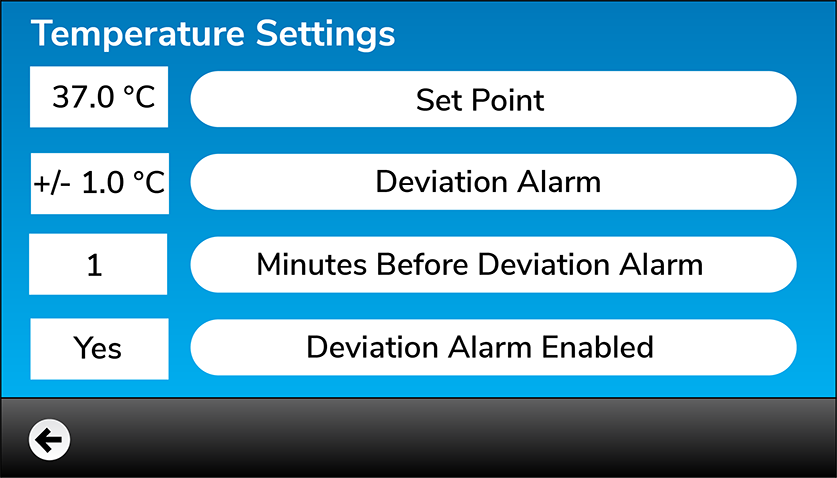 Temperature Settings
37.0 °C Set Point
+/- 1.0 °C Deviation Alarm
1 Minutes Before Deviation Alarm
Yes Deviation Alarm Enabled